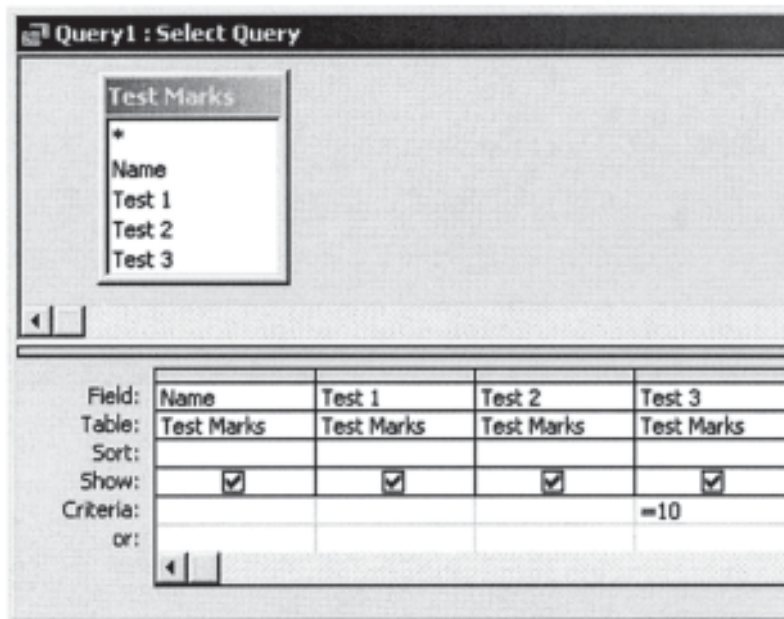 Query1 : Select Query
Test Marks
*
Name
Test 1
Test 2
Test 3
Field: Name Test 1 Test 2 Test 3
Table: Test Marks Test Marks Test Marks Test Marks
Sort:
Show:
Criteria: =10
or: